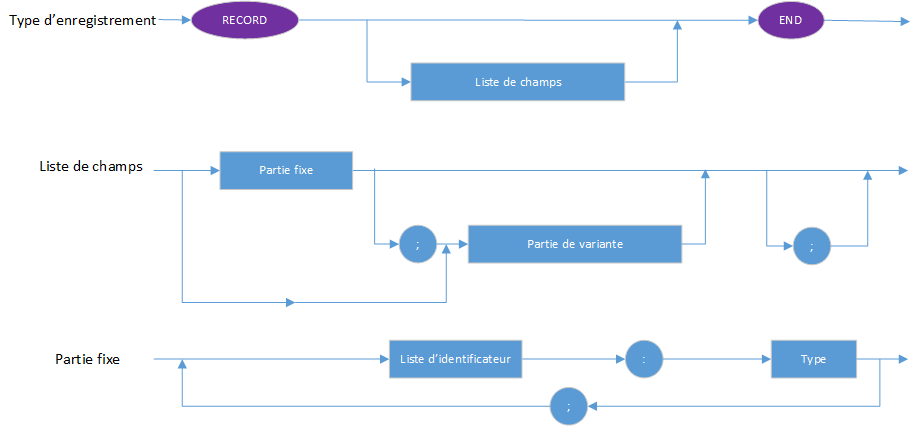 Type d’enregistrement RECORD END
Liste de champs
Liste de champs Partie fixe
; Partie de variante ;
Partie fixe Liste d’identificateur : Type
;